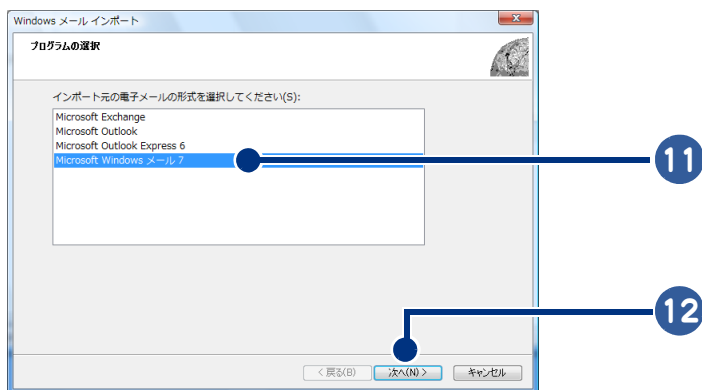 Windows メール インポート
プログラムの選択
インポート元の電子メールの形式を選択してください(S):
Microsoft Exchange
Microsoft Outlook
Microsoft Outlook Express 6
Microsoft Windows メール 7
11
12
< 戻る(B)
次へ(N) >
キャンセル